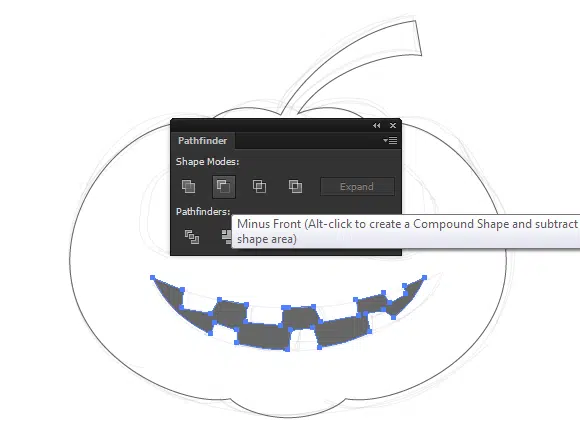 Pathfinder
Shape Modes:
Expand
Pathfinders:
Minus Front (Alt-click to create a Compound Shape and subtract
shape area)